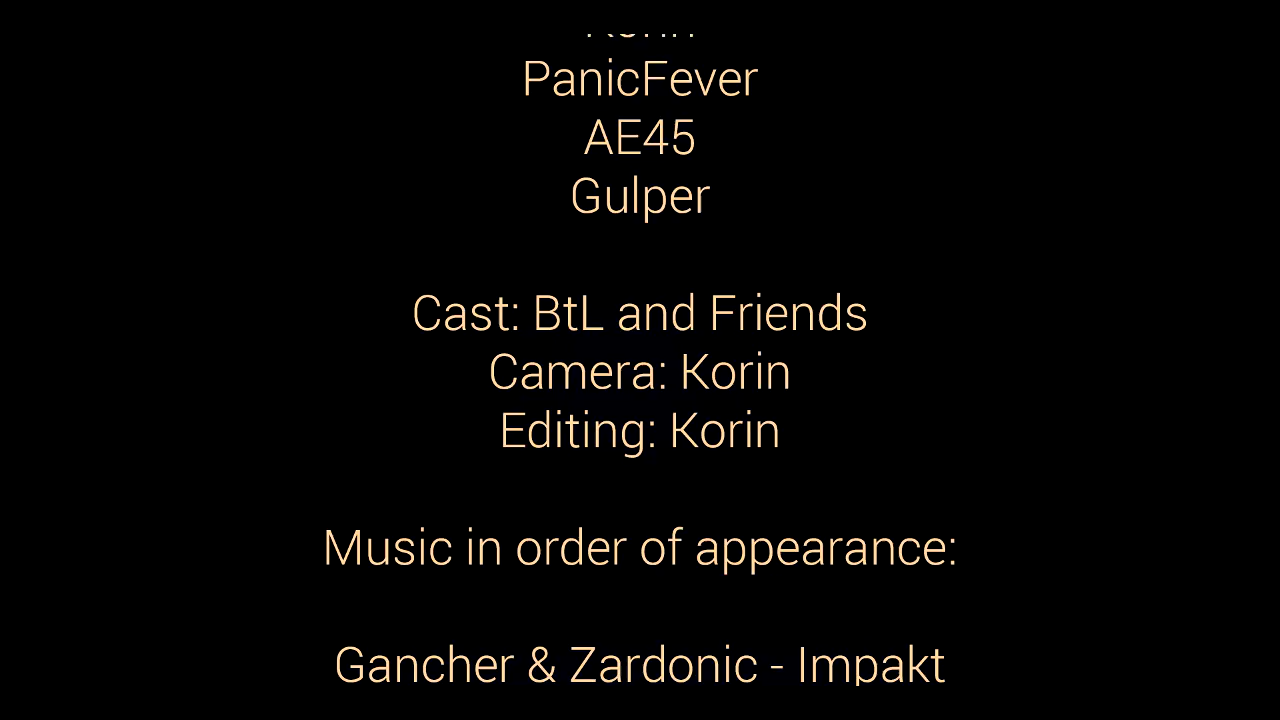 Korin
PanicFever
AE45
Gulper
Cast: BtL and Friends
Camera: Korin
Editing: Korin
Music in order of appearance:
Gancher & Zardonic - Impakt